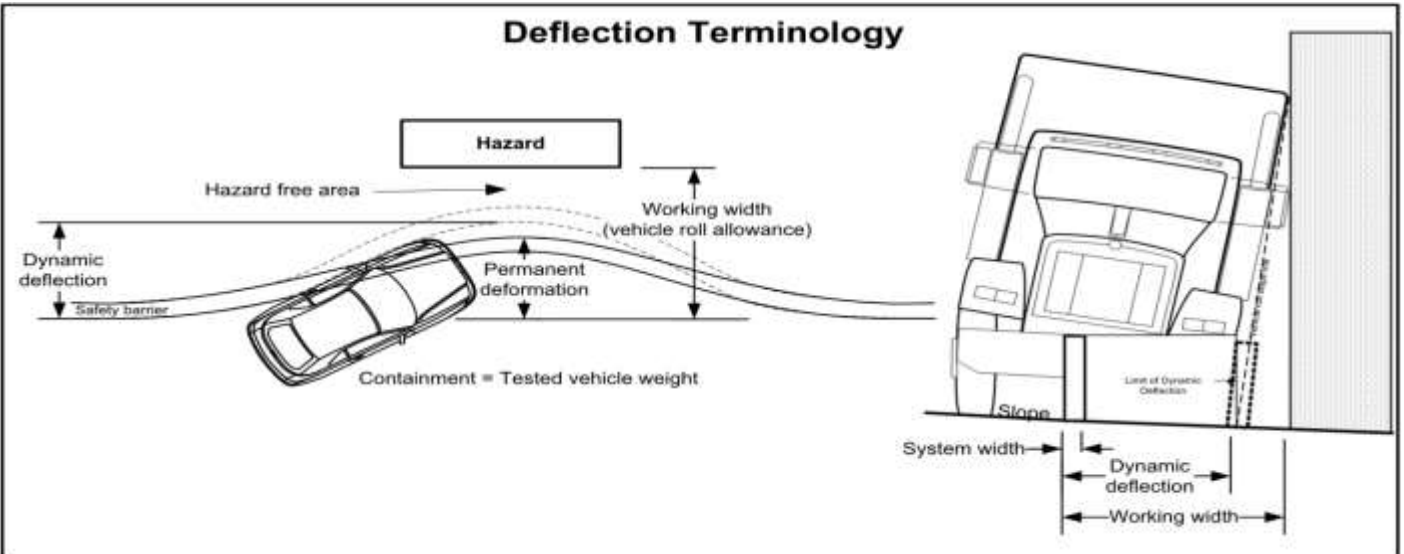 Deflection Terminology
Hazard
Hazard free area
Working width
(vehicle roll allowance)
Dynamic
deflection
Permanent
deformation
Safety barrier
Containment = Tested vehicle weight
Limit of Dynamic
Deflection
Slope
System width
Dynamic
deflection
Working width